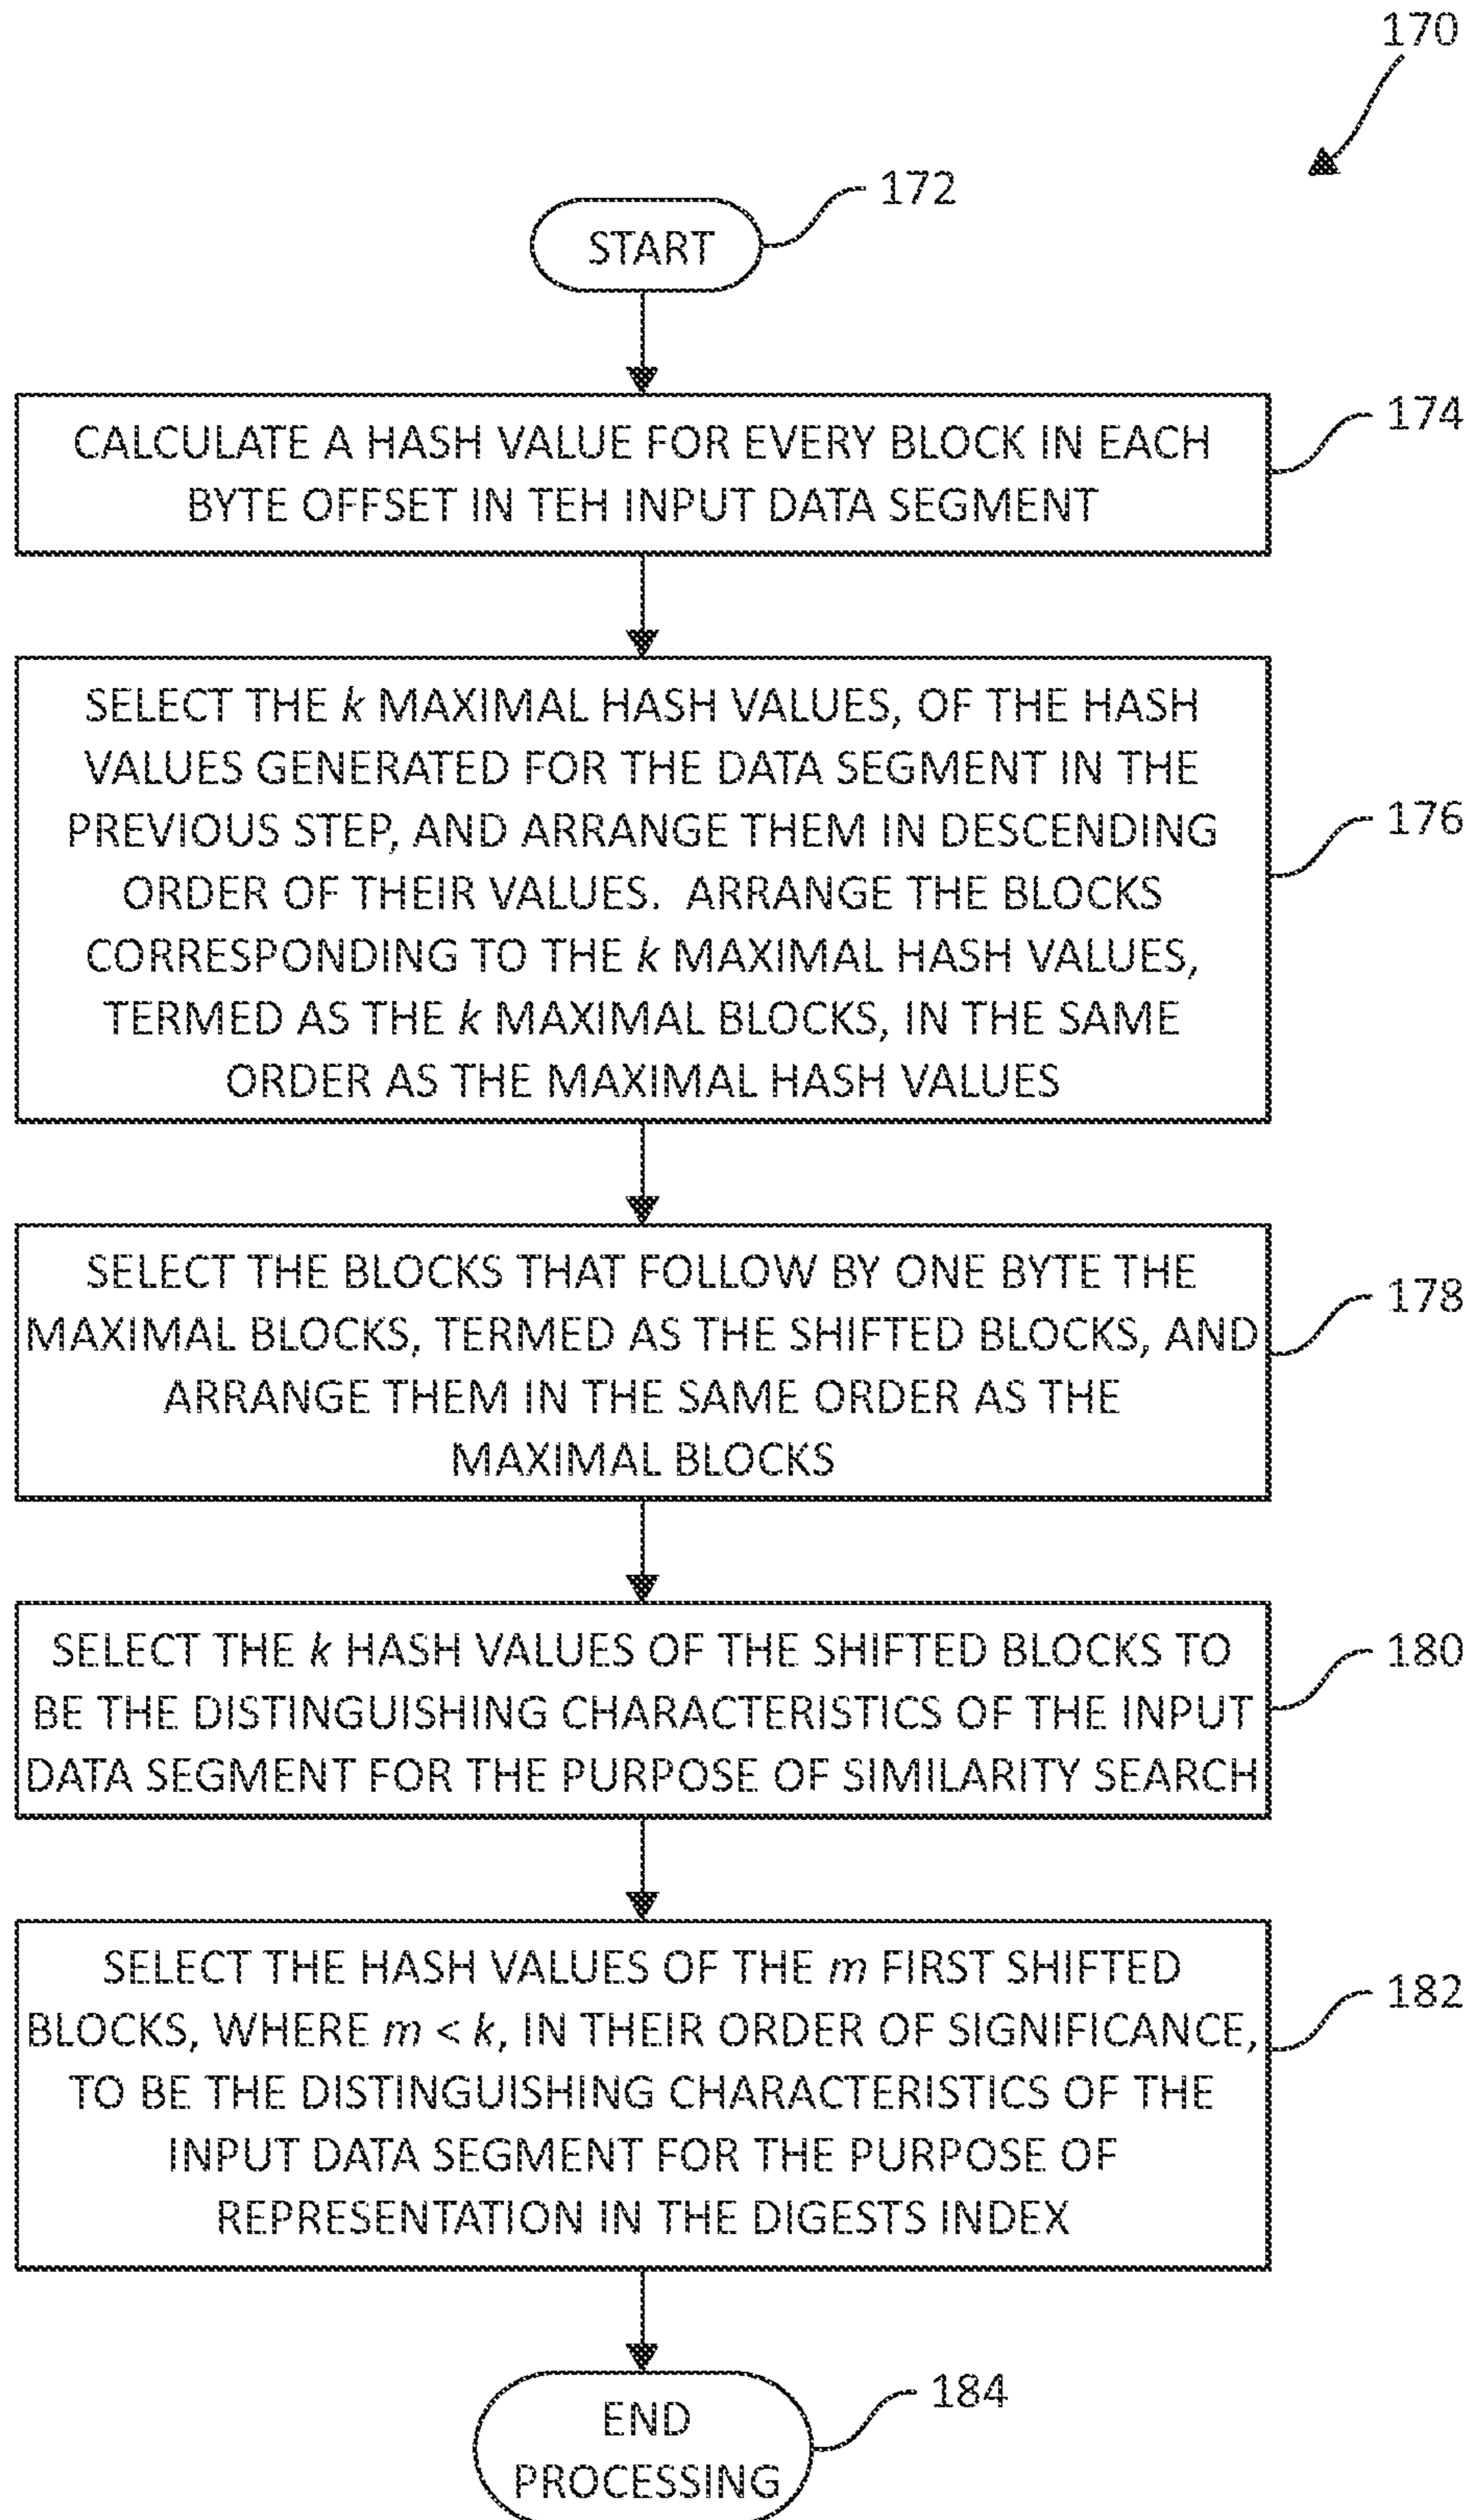 170
172
START
174
CALCULATE A HASH VALUE FOR EVERY BLOCK IN EACH
BYTE OFFSET IN TEH INPUT DATA SEGMENT
SELECT THE k MAXIMAL HASH VALUES, OF THE HASH
VALUES GENERATED FOR THE DATA SEGMENT IN THE
PREVIOUS STEP, AND ARRANGE THEM IN DESCENDING
176
ORDER OF THEIR VALUES. ARRANGE THE BLOCKS
CORRESPONDING TO THE k MAXIMAL HASH VALUES,
TERMED AS THE k MAXIMAL BLOCKS, IN THE SAME
ORDER AS THE MAXIMAL HASH VALUES
SELECT THE BLOCKS THAT FOLLOW BY ONE BYTE THE
178
MAXIMAL BLOCKS, TERMED AS THE SHIFTED BLOCKS, AND
ARRANGE THEM IN THE SAME ORDER AS THE
MAXIMAL BLOCKS
SELECT THE k HASH VALUES OF THE SHIFTED BLOCKS TO
180
BE THE DISTINGUISHING CHARACTERISTICS OF THE INPUT
DATA SEGMENT FOR THE PURPOSE OF SIMILARITY SEARCH
SELECT THE HASH VALUES OF THE m FIRST SHIFTED
182
BLOCKS, WHERE m < k, IN THEIR ORDER OF SIGNIFICANCE,
TO BE THE DISTINGUISHING CHARACTERISTICS OF THE
INPUT DATA SEGMENT FOR THE PURPOSE OF
REPRESENTATION IN THE DIGESTS INDEX
184
END
PROCESSING